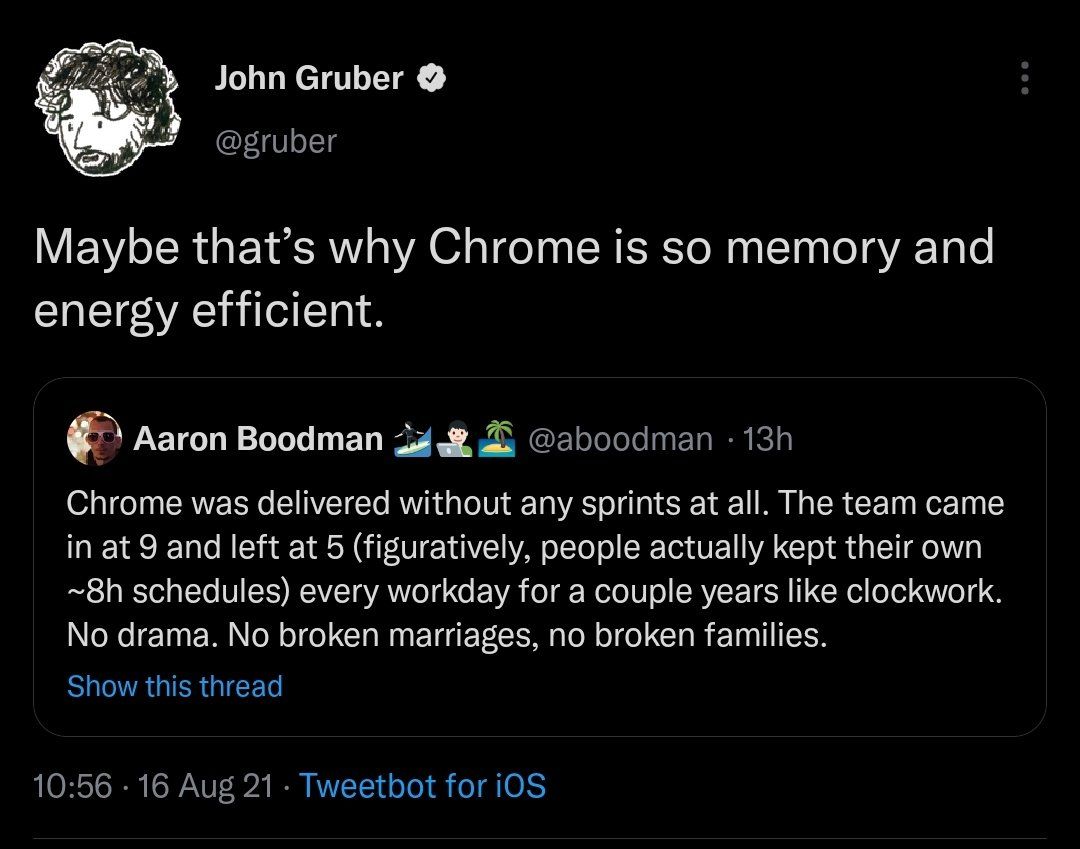 John Gruber
@gruber
Maybe that’s why Chrome is so memory and
energy efficient.
Aaron Boodman 🏄🏻‍♂️👨🏻‍💻🏝️ @aboodman · 13h
Chrome was delivered without any sprints at all. The team came
in at 9 and left at 5 (figuratively, people actually kept their own
~8h schedules) every workday for a couple years like clockwork.
No drama. No broken marriages, no broken families.
Show this thread
10:56 · 16 Aug 21 · Tweetbot for iOS